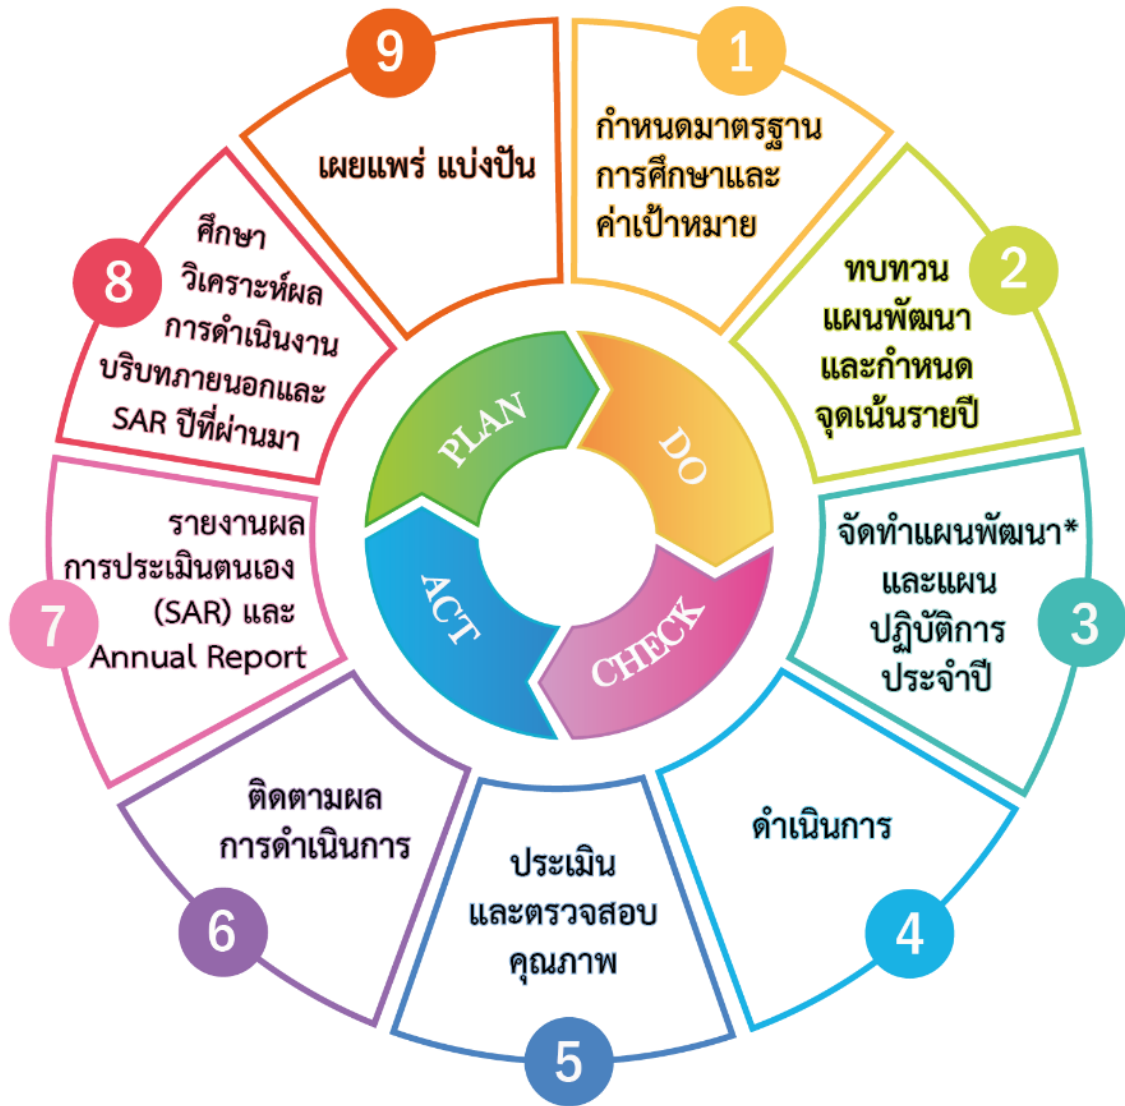 1
กำหนดมาตรฐาน
การศึกษาและ
ค่าเป้าหมาย
2
ทบทวน
แผนพัฒนา
และกำหนด
จุดเน้นรายปี
3
จัดทำแผนพัฒนา*
และแผน
ปฏิบัติการ
ประจำปี
4
ดำเนินการ
5
ประเมิน
และตรวจสอบ
คุณภาพ
6
ติดตามผล
การดำเนินการ
7
รายงานผล
การประเมินตนเอง
(SAR) และ
Annual Report
8
ศึกษา
วิเคราะห์ผล
การดำเนินงาน
บริบทภายนอกและ
SAR ปีที่ผ่านมา
9
เผยแพร่ แบ่งปัน
PLAN
DO
CHECK
ACT